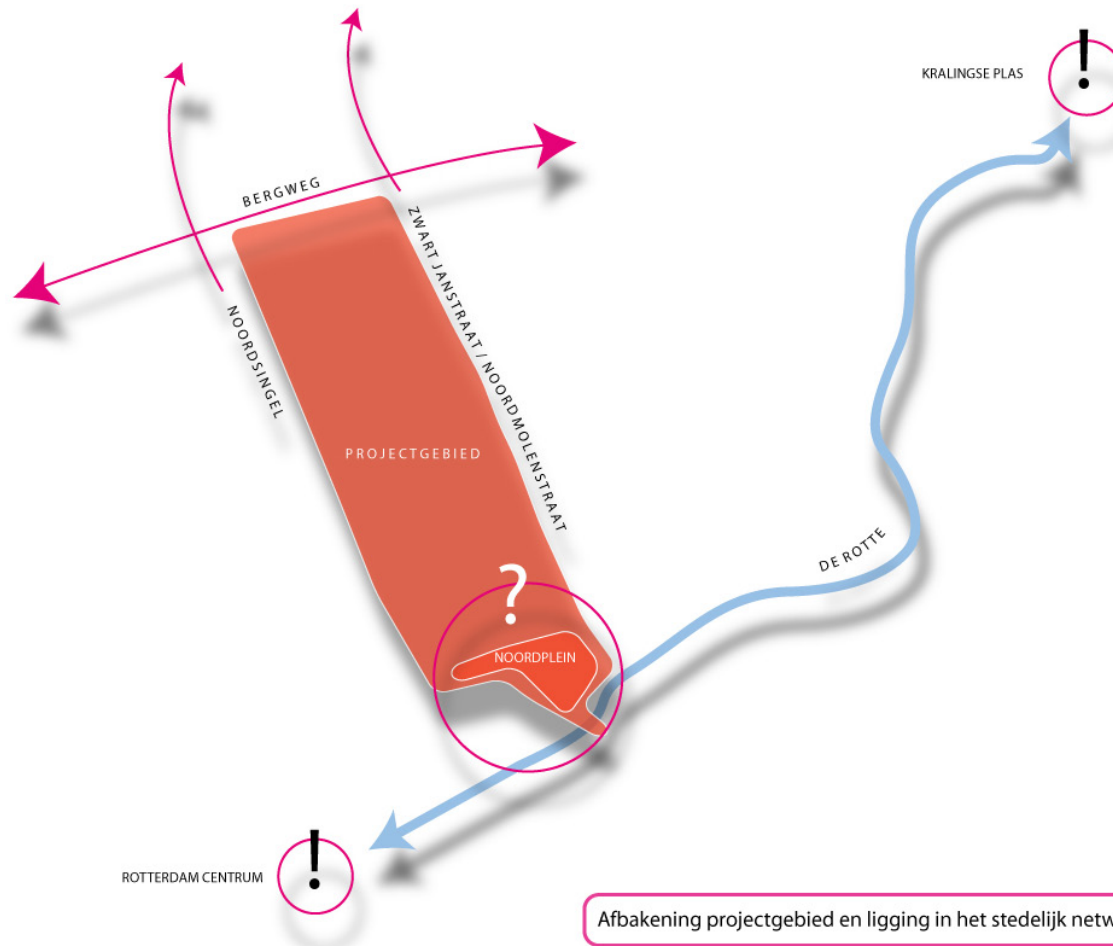 KRALINGSE PLAS
!
BERGWEG
ZWART JANSTRAAT / NOORDMOLENSTRAAT
NOORDSINGEL
PROJECTGEBIED
DE ROTTE
?
NOORDPLEIN
!
ROTTERDAM CENTRUM
Afbakening projectgebied en ligging in het stedelijk netw